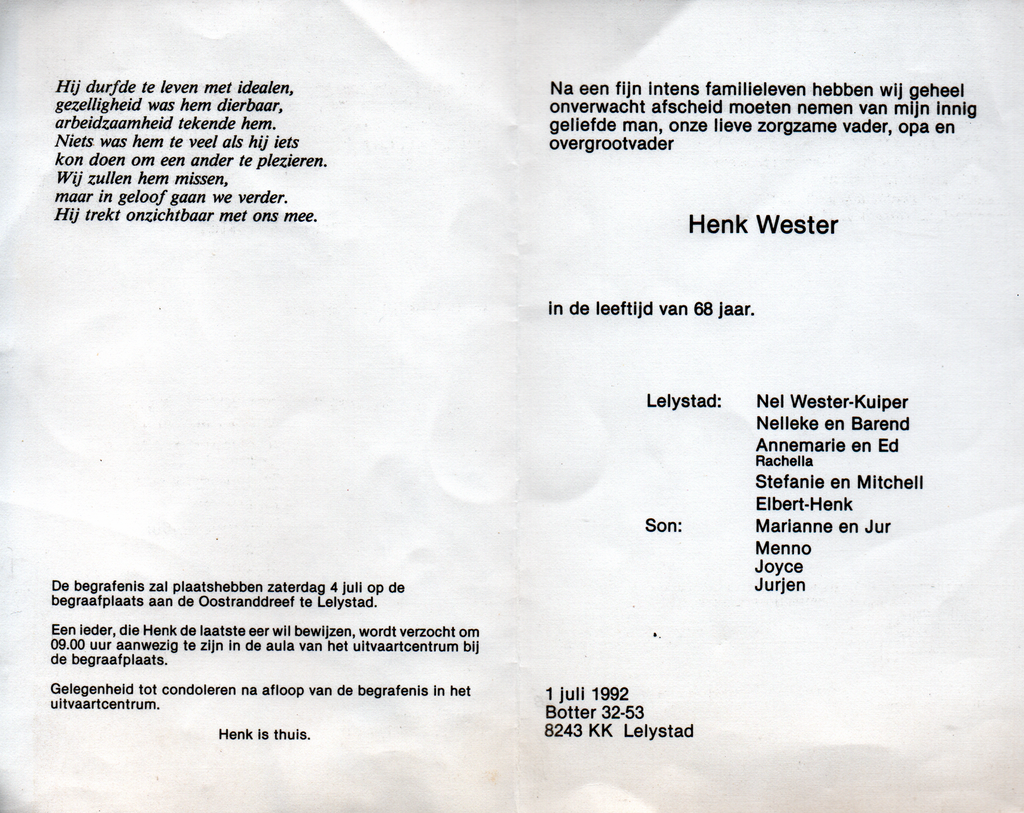 Hij durfde te leven met idealen,
gezelligheid was hem dierbaar,
arbeidzaamheid tekende hem.
Niets was hem te veel als hij iets
kon doen om een ander te plezieren.
Wij zullen hem missen,
maar in geloof gaan we verder.
Hij trekt onzichtbaar met ons mee.
De begrafenis zal plaatshebben zaterdag 4 juli op de
begraafplaats aan de Oostranddreef te Lelystad.
Een ieder, die Henk de laatste eer wil bewijzen, wordt verzocht om
09.00 uur aanwezig te zijn in de aula van het uitvaartcentrum bij
de begraafplaats.
Gelegenheid tot condoleren na afloop van de begrafenis in het
uitvaartcentrum.
Henk is thuis.
Na een fijn intens familieleven hebben wij geheel
onverwacht afscheid moeten nemen van mijn innig
geliefde man, onze lieve zorgzame vader, opa en
overgrootvader
Henk Wester
in de leeftijd van 68 jaar.
Lelystad: Nel Wester-Kuiper
Nelleke en Barend
Annemarie en Ed
Rachella
Stefanie en Mitchell
Elbert-Henk
Son: Marianne en Jur
Menno
Joyce
Jurjen
1 juli 1992
Botter 32-53
8243 KK Lelystad